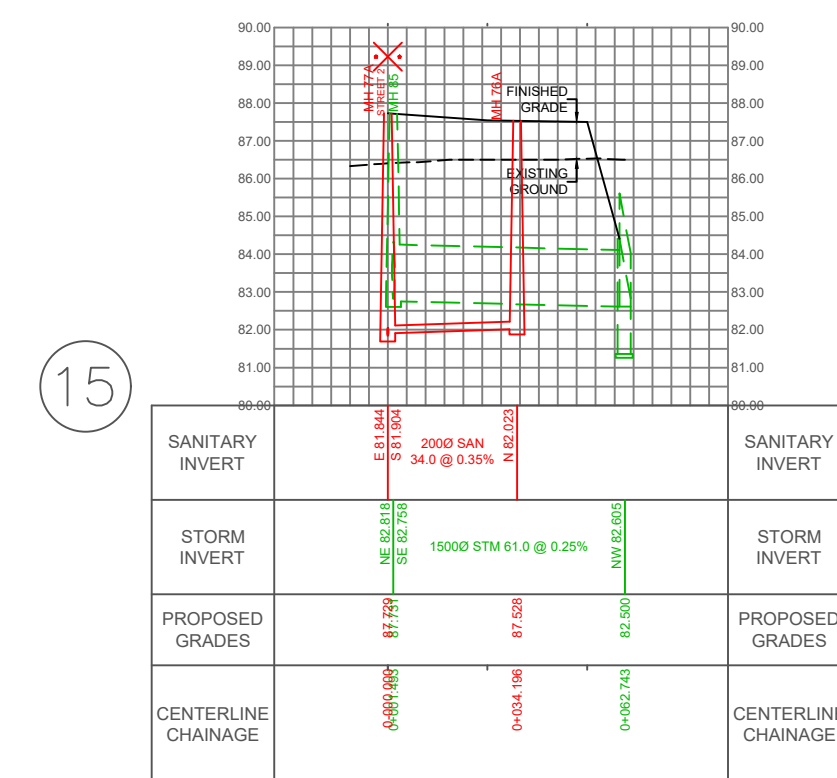 90.00 90.00
89.00 89.00
88.00 88.00
87.00 87.00
86.00 86.00
85.00 85.00
84.00 84.00
83.00 83.00
82.00 82.00
81.00 81.00
80.00 80.00
MH 77A
STREET 2
MH 85
MH 76A
FINISHED
GRADE
EXISTING
GROUND
15
SANITARY
INVERT
E 81.844
S 81.904
200Ø SAN
34.0 @ 0.35%
N 82.023
SANITARY
INVERT
STORM
INVERT
NE 82.818
SE 82.758
1500Ø STM 61.0 @ 0.25%
NW 82.605
STORM
INVERT
PROPOSED
GRADES
87.729
87.731
87.528
82.500
PROPOSED
GRADES
CENTERLINE
CHAINAGE
0+001.493
0+034.196
0+062.743
CENTERLINE
CHAINAGE